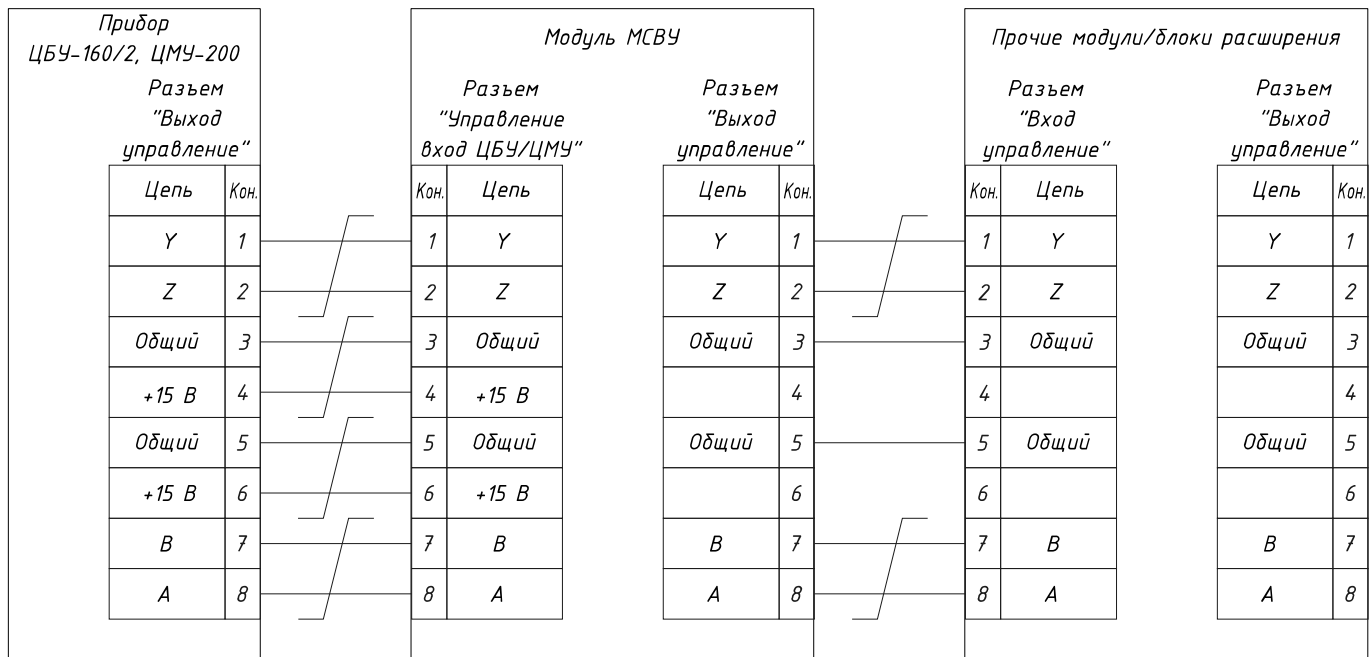 Прибор
ЦБУ-160/2, ЦМУ-200
Модуль МСВУ
Прочие модули/блоки расширения
Разъем
"Выход
управление"
Разъем
"Управление
вход ЦБУ/ЦМУ"
Разъем
"Выход
управление"
Разъем
"Вход
управление"
Разъем
"Выход
управление"
Цепь Кон. Кон. Цепь Цепь Кон. Кон. Цепь Цепь Кон.
Y 1 1 Y Y 1 1 Y Y 1
Z 2 2 Z Z 2 2 Z Z 2
Общий 3 3 Общий Общий 3 3 Общий Общий 3
+15 В 4 4 +15 В 4 4 4
Общий 5 5 Общий Общий 5 5 Общий Общий 5
+15 В 6 6 +15 В 6 6 6
B 7 7 B B 7 7 B B 7
A 8 8 A A 8 8 A A 8